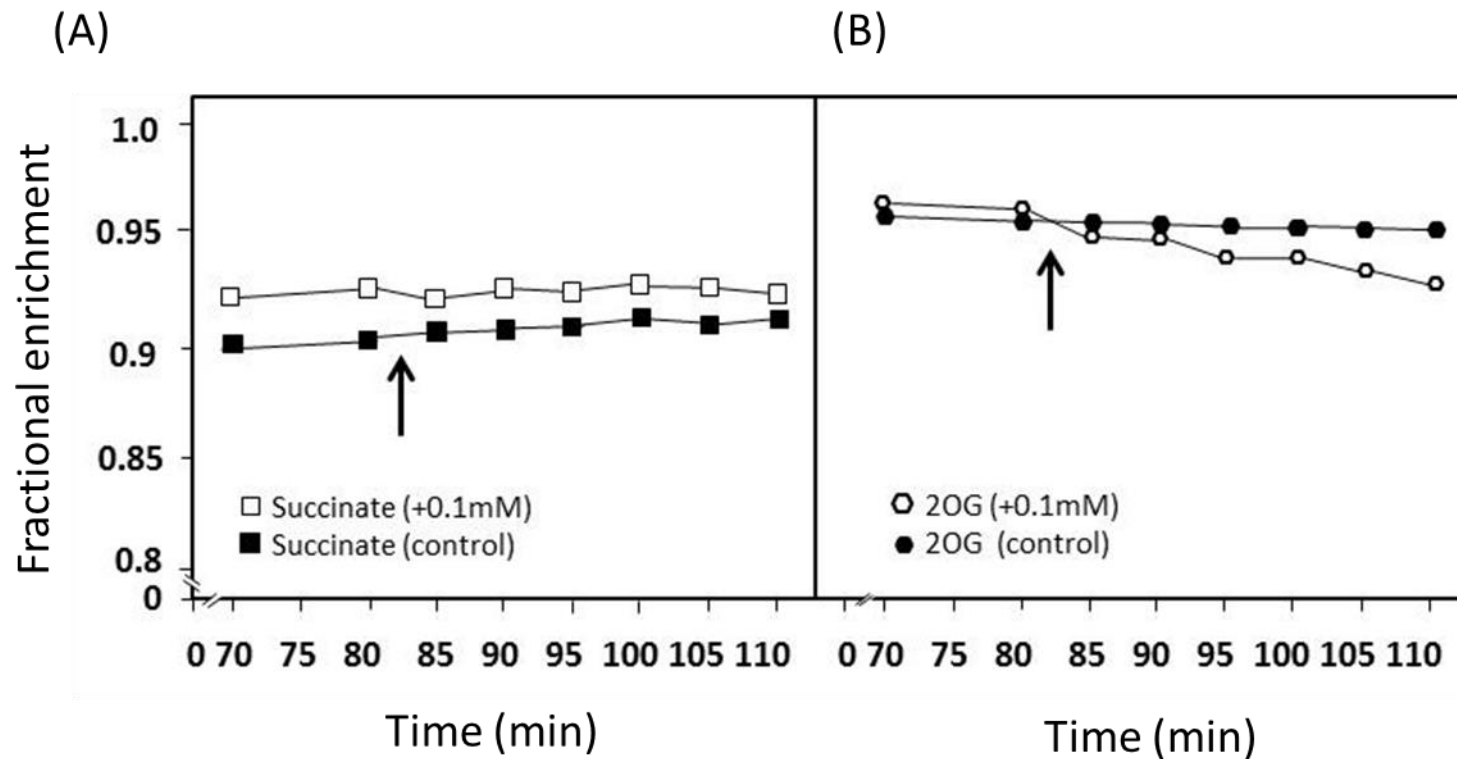 (A)
(B)
Fractional enrichment
1.0
0.95
0.9
0.85
0.8
0
Succinate (+0.1mM)
Succinate (control)
2OG (+0.1mM)
2OG (control)
0 70 75 80 85 90 95 100 105 110
0 70 75 80 85 90 95 100 105 110
Time (min)
Time (min)